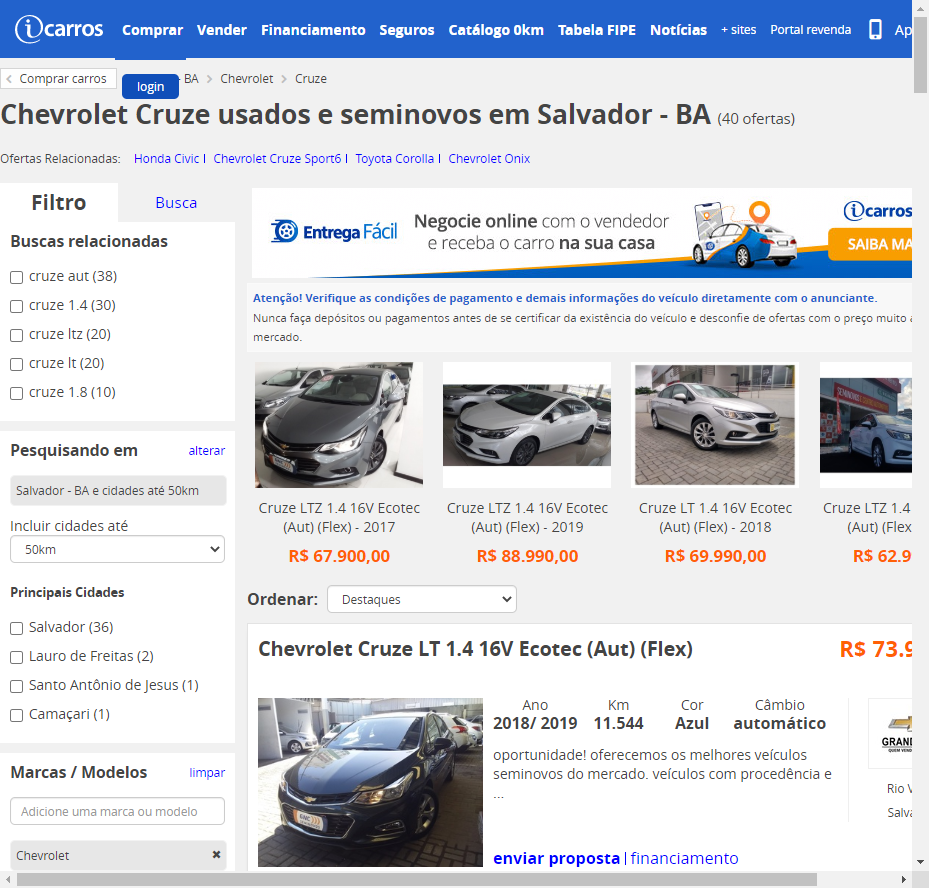 icarros Comprar Vender Financiamento Seguros Catálogo 0km Tabela FIPE Notícias + sites Portal revenda Ap
Comprar carros login - BA Chevrolet Cruze
Chevrolet Cruze usados e seminovos em Salvador - BA (40 ofertas)
Ofertas Relacionadas: Honda Civic | Chevrolet Cruze Sport6 | Toyota Corolla | Chevrolet Onix
Filtro Busca
Buscas relacionadas
cruze aut (38)
cruze 1.4 (30)
cruze ltz (20)
cruze lt (20)
cruze 1.8 (10)
Pesquisando em alterar
Salvador - BA e cidades até 50km
Incluir cidades até
50km
Principais Cidades
Salvador (36)
Lauro de Freitas (2)
Santo Antônio de Jesus (1)
Camaçari (1)
Marcas / Modelos limpar
Adicione uma marca ou modelo
Chevrolet ✖
Entrega Fácil
Negocie online com o vendedor
e receba o carro na sua casa
icarros
SAIBA MA
Atenção! Verifique as condições de pagamento e demais informações do veículo diretamente com o anunciante.
Nunca faça depósitos ou pagamentos antes de se certificar da existência do veículo e desconfie de ofertas com o preço muito a
mercado.
Cruze LTZ 1.4 16V Ecotec
(Aut) (Flex) - 2017
R$ 67.900,00
Cruze LTZ 1.4 16V Ecotec
(Aut) (Flex) - 2019
R$ 88.990,00
Cruze LT 1.4 16V Ecotec
(Aut) (Flex) - 2018
R$ 69.990,00
Cruze LTZ 1.4
(Aut) (Flex
R$ 62.9
Ordenar: Destaques
Chevrolet Cruze LT 1.4 16V Ecotec (Aut) (Flex) R$ 73.9
Ano Km Cor Câmbio
2018/ 2019 11.544 Azul automático
oportunidade! oferecemos os melhores veículos
seminovos do mercado. veículos com procedência e
...
enviar proposta | financiamento
GRAND
QUEM VEND
Rio V
Salva